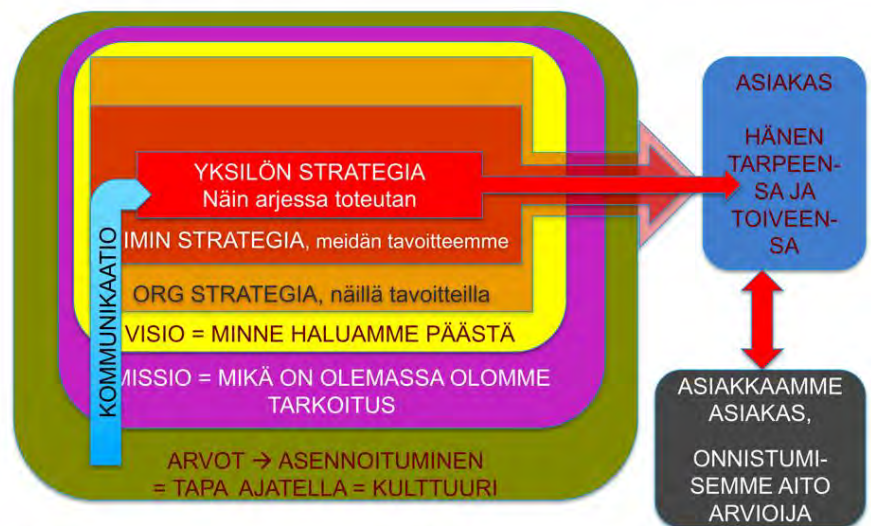 YKSILÖN STRATEGIA
Näin arjessa toteutan
IMIN STRATEGIA, meidän tavoitteemme
ORG STRATEGIA, näillä tavoitteilla
VISIO = MINNE HALUAMME PÄÄSTÄ
MISSIO = MIKÄ ON OLEMASSA OLOMME
TARKOITUS
ARVOT → ASENNOITUMINEN
= TAPA AJATELLA = KULTTUURI
KOMMUNIKAATIO
ASIAKAS
HÄNEN
TARPEEN-
SA JA
TOIVEEN-
SA
ASIAKKAAMME
ASIAKAS,
ONNISTUMI-
SEMME AITO
ARVIOIJA